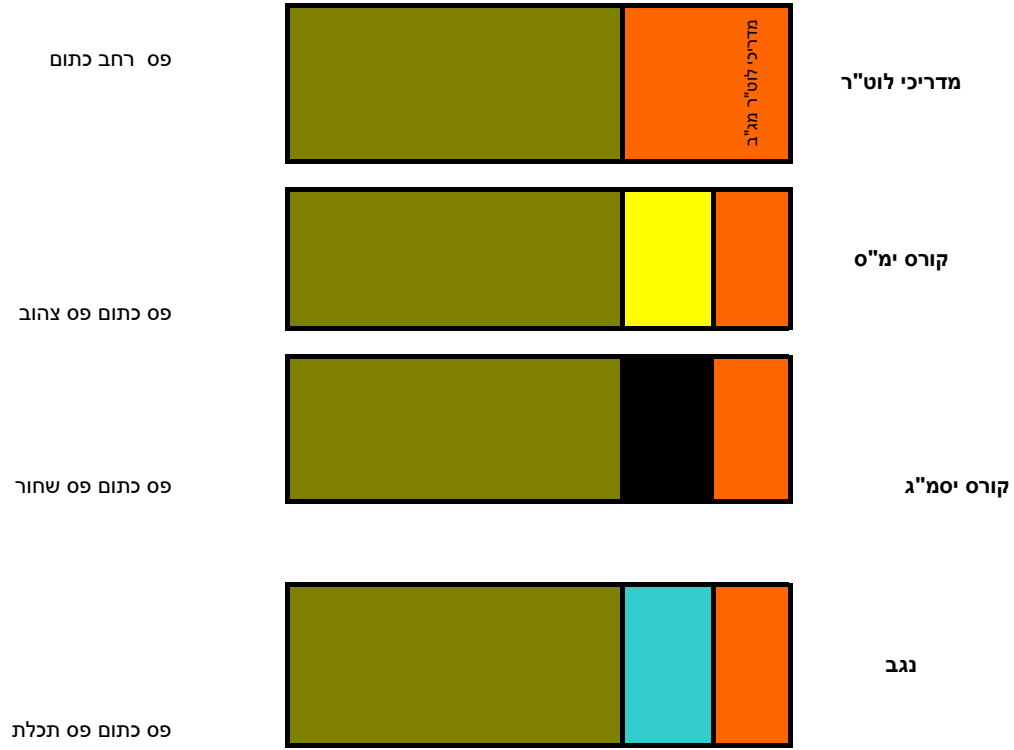 מדריכי לוט"ר
מדריכי לוט"ר מג"ב
פס רחב כתום
קורס ימ"ס
פס כתום פס צהוב
קורס יסמ"ג
פס כתום פס שחור
נגב
פס כתום פס תכלת